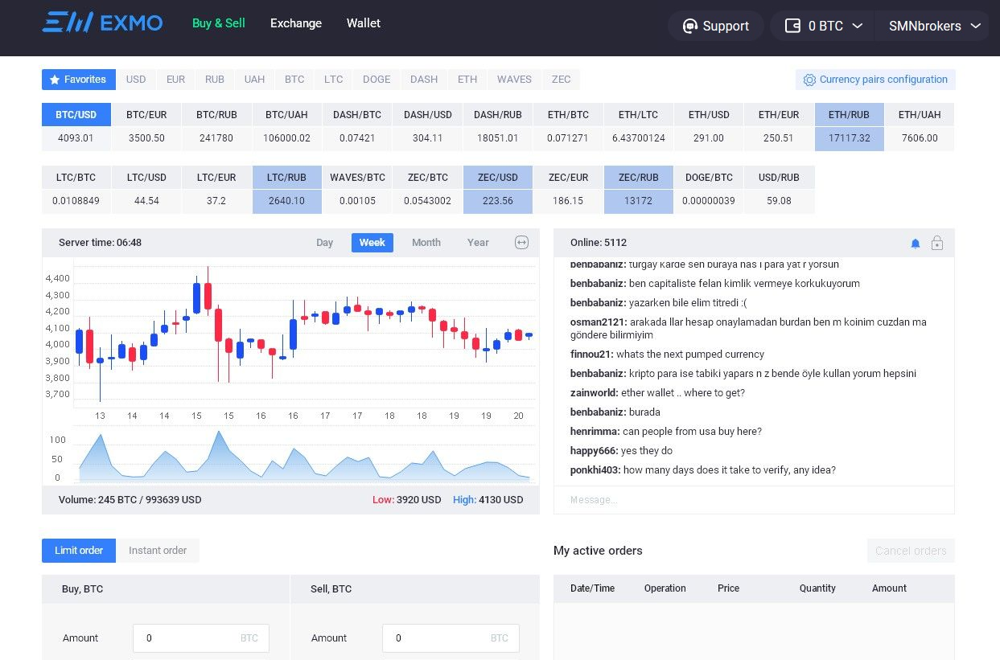 EXMO Buy & Sell Exchange Wallet Support 0 BTC SMNbrokers
Favorites USD EUR RUB UAH BTC LTC DOGE DASH ETH WAVES ZEC Currency pairs configuration
BTC/USD BTC/EUR BTC/RUB BTC/UAH DASH/BTC DASH/USD DASH/RUB ETH/BTC ETH/LTC ETH/USD ETH/EUR ETH/RUB ETH/UAH
4093.01 3500.50 241780 106000.02 0.07421 304.11 18051.01 0.071271 6.43700124 291.00 250.51 17117.32 7606.00
LTC/BTC LTC/USD LTC/EUR LTC/RUB WAVES/BTC ZEC/BTC ZEC/USD ZEC/EUR ZEC/RUB DOGE/BTC USD/RUB
0.0108849 44.54 37.2 2640.10 0.00105 0.0543002 223.56 186.15 13172 0.00000039 59.08
Server time: 06:48 Day Week Month Year
4,400
4,300
4,200
4,100
4,000
3,900
3,800
3,700
13 14 14 15 15 16 16 17 17 18 18 19 19 20
100
50
0
Volume: 245 BTC / 993639 USD Low: 3920 USD High: 4130 USD
Online: 5112
benbabaniz: turgay karde sen buraya nas l para yat r yorsun
benbabaniz: ben capitaliste felan kimlik vermeye korkukuyorum
benbabaniz: yazarken bile elim titredi :(
osman2121: arakada llar hesap onaylamadan burdan ben m koinim cuzdan ma
göndere bilirmiyim
finnou21: whats the next pumped currency
benbabaniz: kripto para ise tabiki yapars n z bende öyle kullan yorum hepsini
zainworld: ether wallet .. where to get?
benbabaniz: burada
henrimma: can people from usa buy here?
happy666: yes they do
ponkhi403: how many days does it take to verify, any idea?
Message...
Limit order Instant order
Buy, BTC Sell, BTC
Amount 0 BTC Amount 0 BTC
My active orders Cancel orders
Date/Time Operation Price Quantity Amount